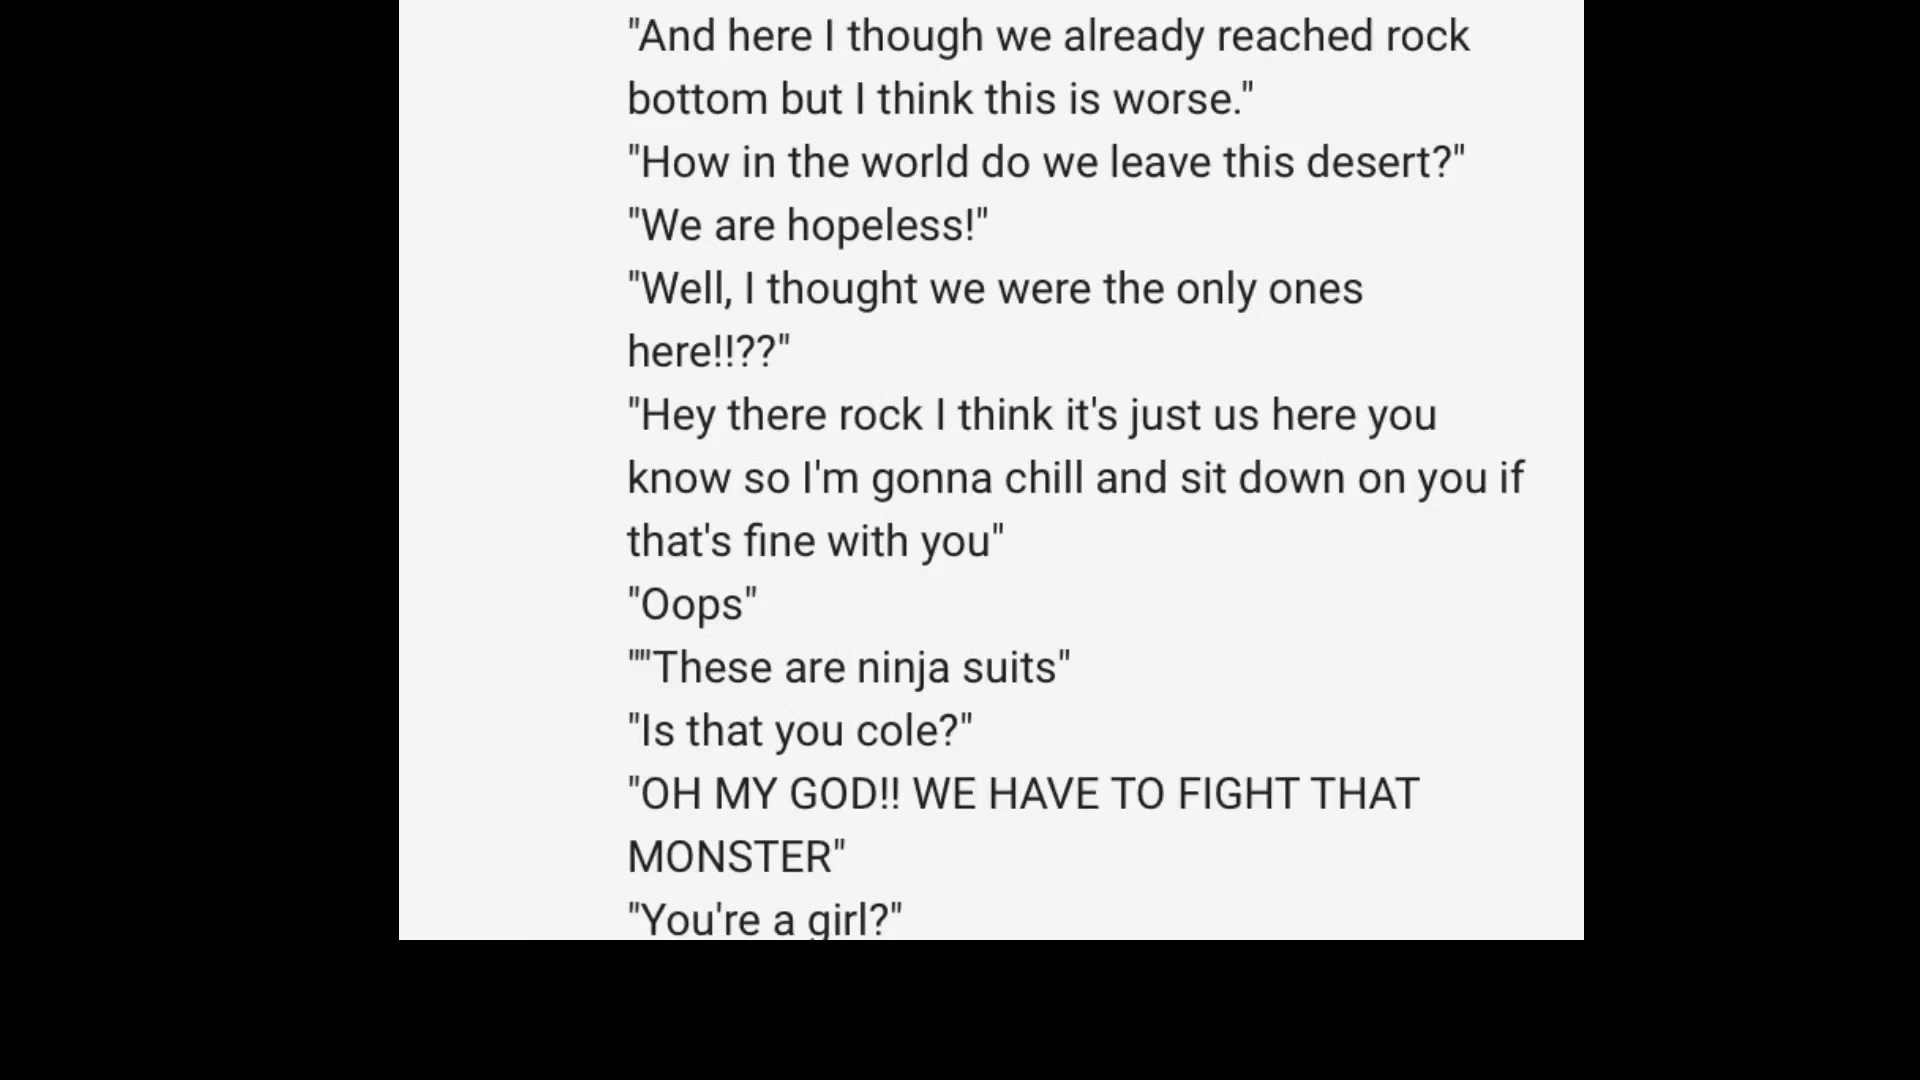 "And here I though we already reached rock
bottom but I think this is worse."
"How in the world do we leave this desert?"
"We are hopeless!"
"Well, I thought we were the only ones
here!!??"
"Hey there rock I think it's just us here you
know so I'm gonna chill and sit down on you if
that's fine with you"
"Oops"
""These are ninja suits"
"Is that you cole?"
"OH MY GOD!! WE HAVE TO FIGHT THAT
MONSTER"
"You're a girl?"